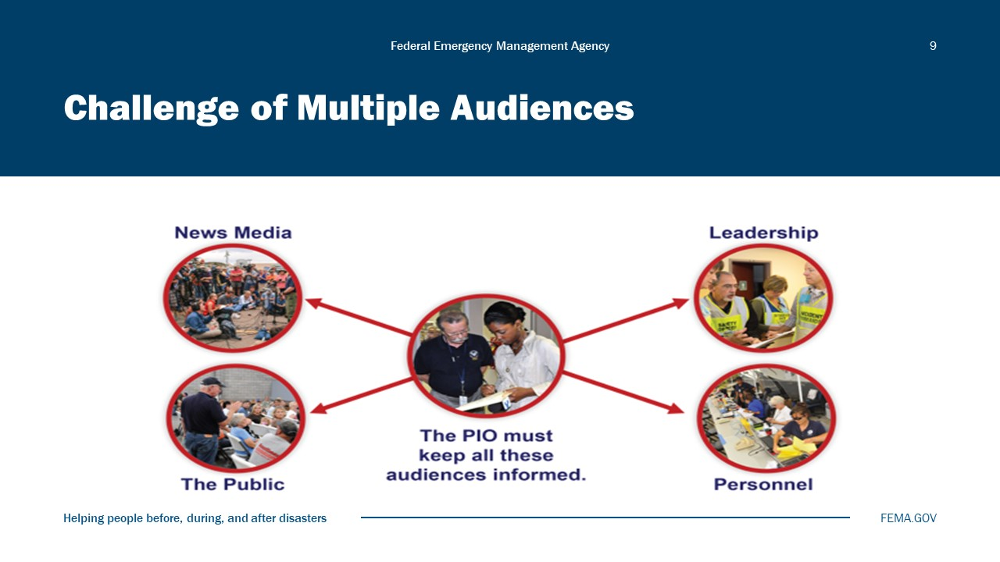 Federal Emergency Management Agency
9
Challenge of Multiple Audiences
News Media
Leadership
The PIO must
keep all these
audiences informed.
The Public
Personnel
Helping people before, during, and after disasters
FEMA.GOV